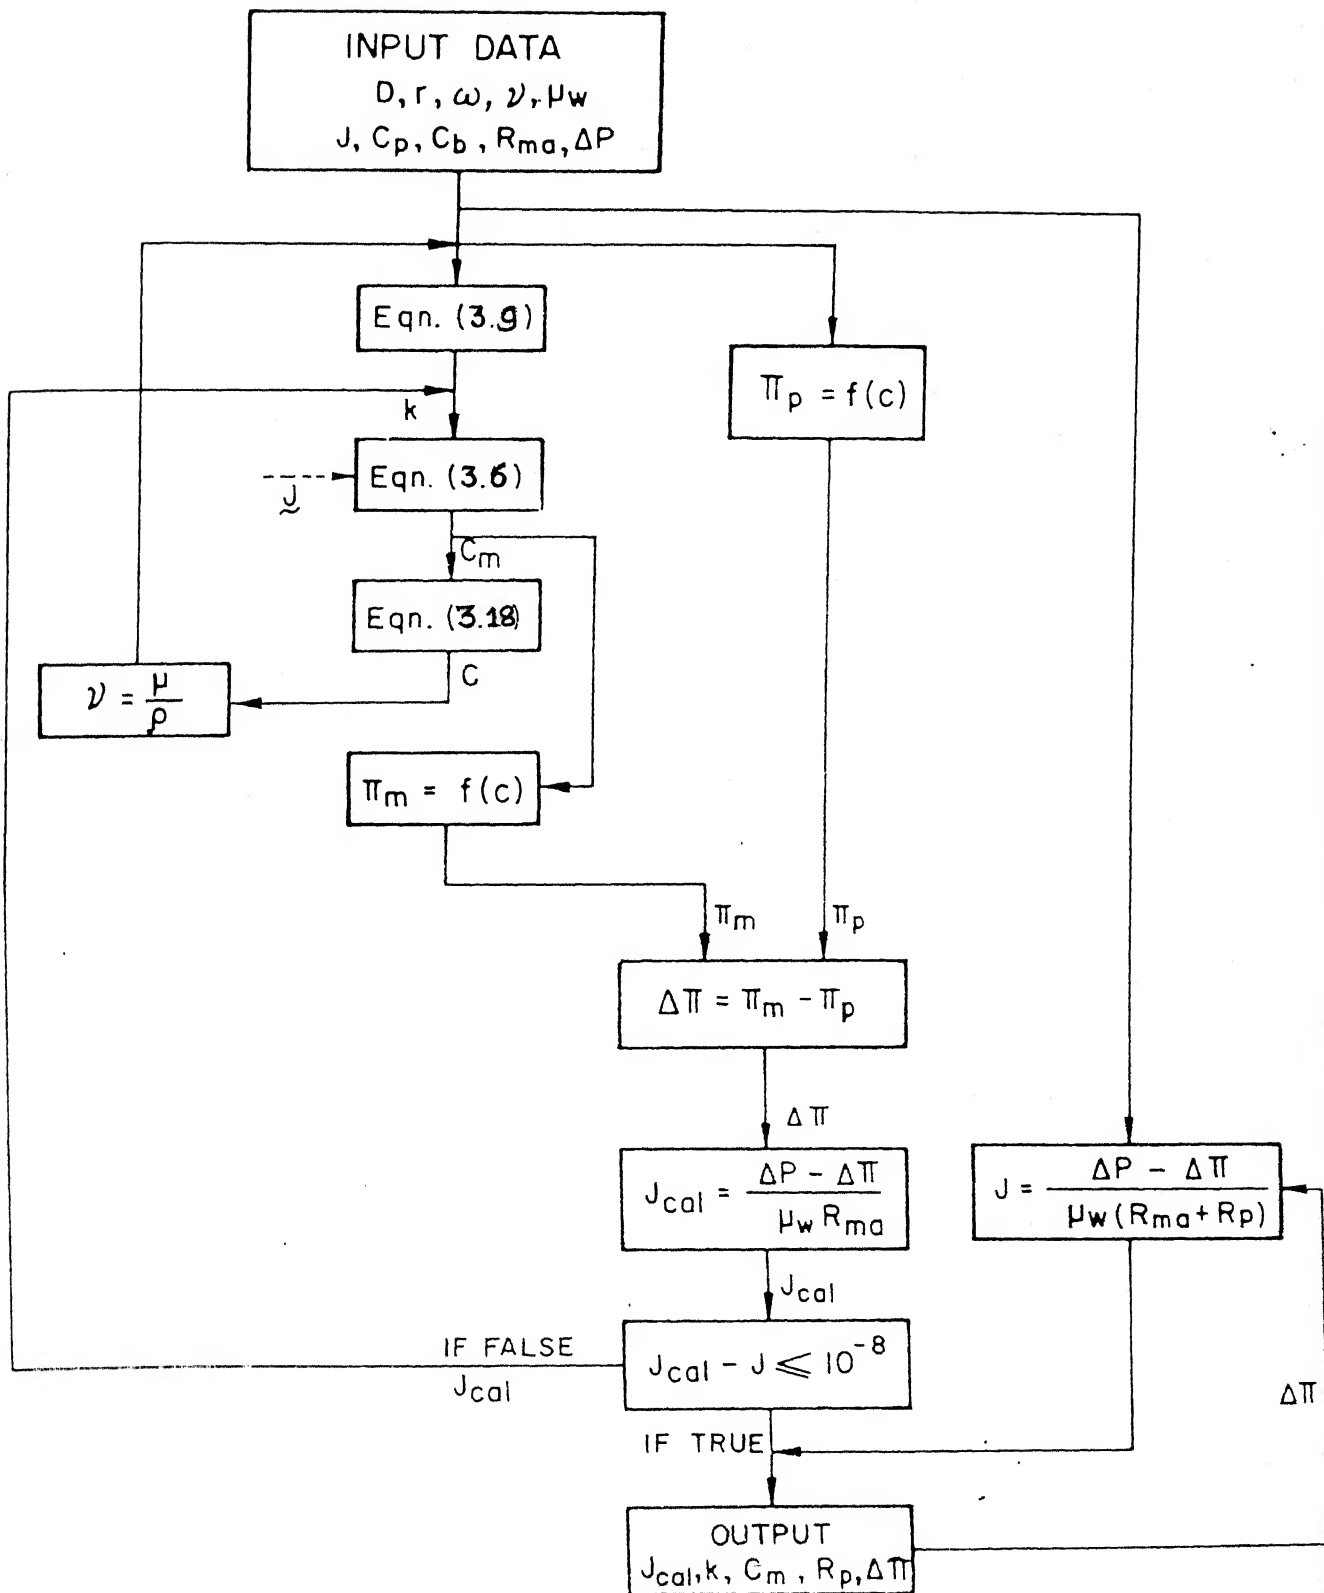 INPUT DATA
D, r, ω, ν, μw
J, Cp, Cb, Rma, ΔP
Eqn. (3.9)
k
πp = f(c)
J
Eqn. (3.6)
Cm
Eqn. (3.18)
C
ν = μ/ρ
πm = f(c)
πm
πp
Δπ = πm - πp
Δπ
Jcal = ΔP - Δπ / μw Rma
J = ΔP - Δπ / μw (Rma + Rp)
Jcal
IF FALSE
Jcal
Jcal - J ⩽ 10⁻⁸
Δπ
IF TRUE
OUTPUT
Jcal, k, Cm, Rp, Δπ